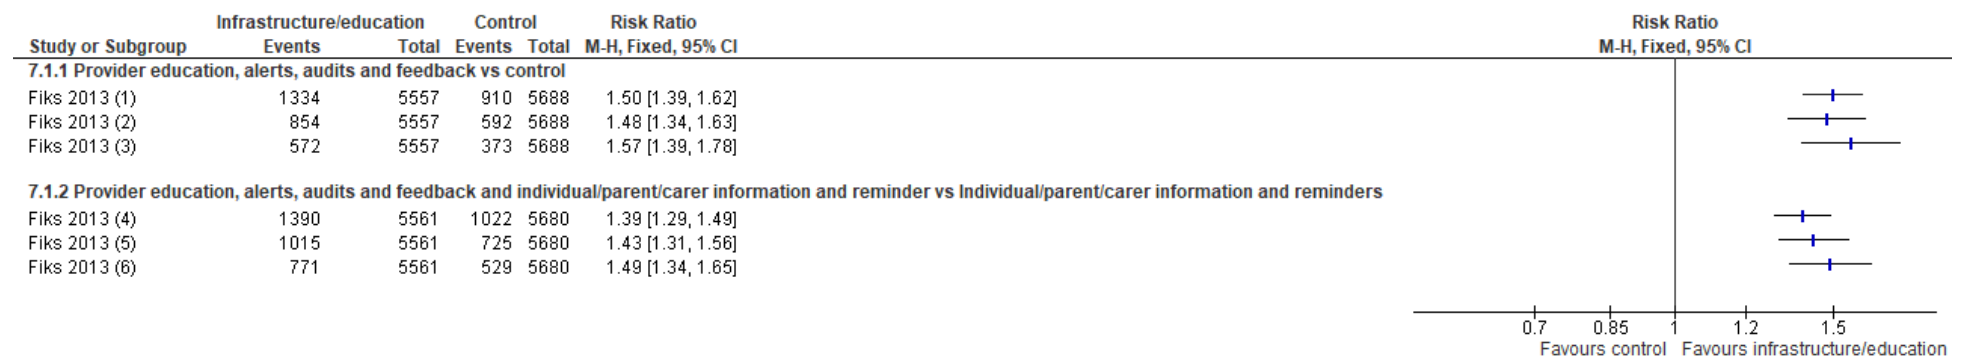 Infrastructure/education Control Risk Ratio Risk Ratio
Study or Subgroup Events Total Events Total M-H, Fixed, 95% CI M-H, Fixed, 95% CI
7.1.1 Provider education, alerts, audits and feedback vs control
Fiks 2013 (1) 1334 5557 910 5688 1.50 [1.39, 1.62]
Fiks 2013 (2) 854 5557 592 5688 1.48 [1.34, 1.63]
Fiks 2013 (3) 572 5557 373 5688 1.57 [1.39, 1.78]
7.1.2 Provider education, alerts, audits and feedback and individual/parent/carer information and reminder vs Individual/parent/carer information and reminders
Fiks 2013 (4) 1390 5561 1022 5680 1.39 [1.29, 1.49]
Fiks 2013 (5) 1015 5561 725 5680 1.43 [1.31, 1.56]
Fiks 2013 (6) 771 5561 529 5680 1.49 [1.34, 1.65]
0.7 0.85 1 1.2 1.5
Favours control Favours infrastructure/education